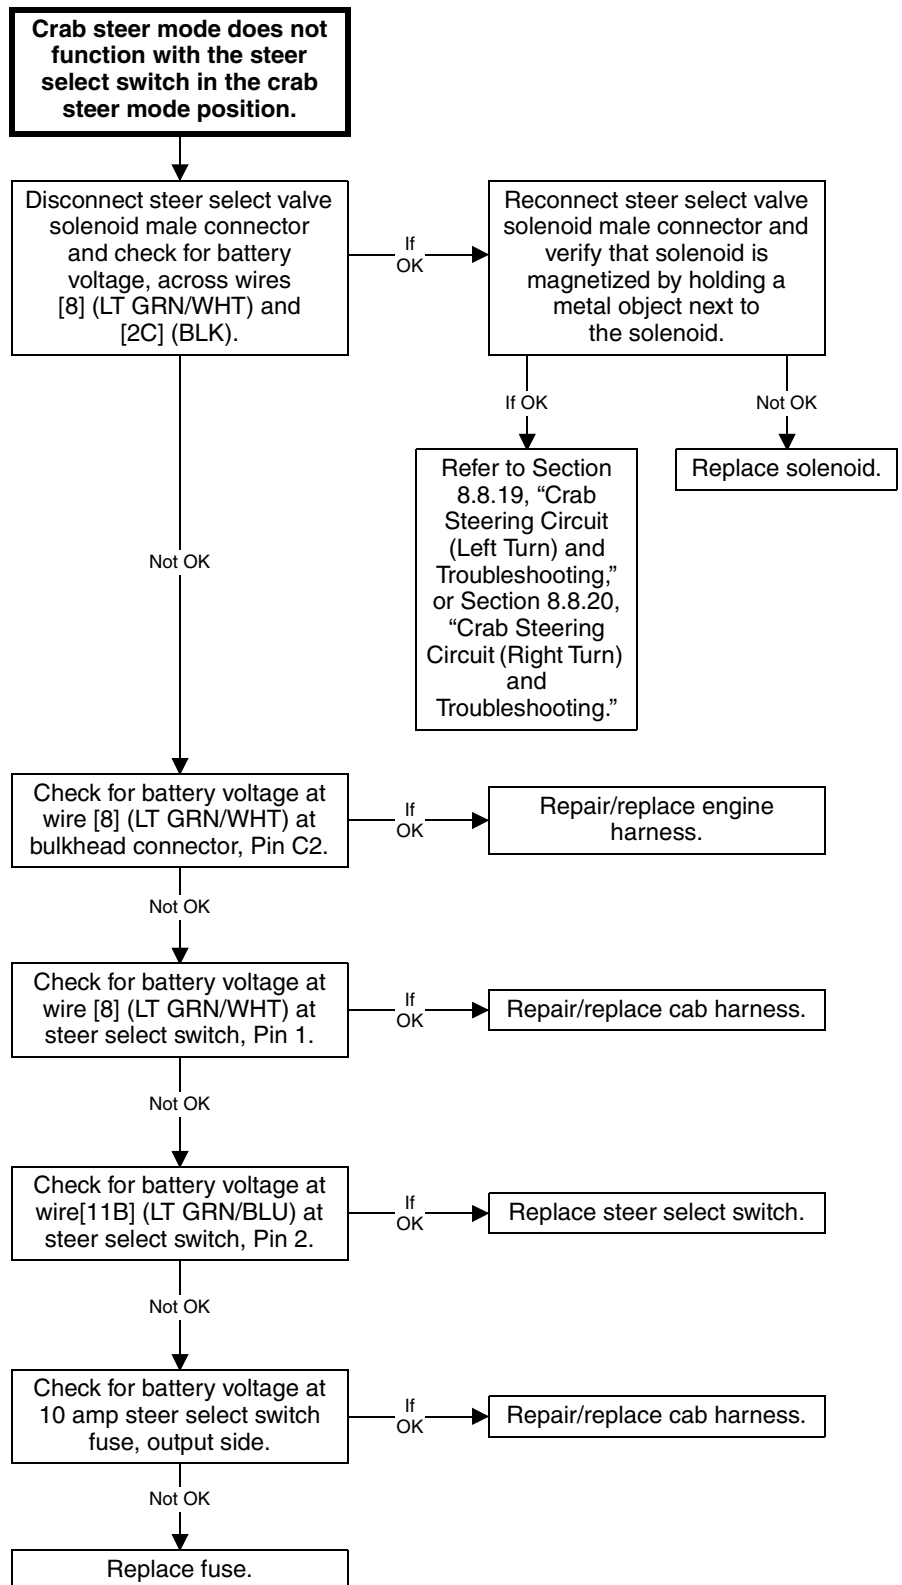 Crab steer mode does not
function with the steer
select switch in the crab
steer mode position.
Disconnect steer select valve
solenoid male connector
and check for battery
voltage, across wires
[8] (LT GRN/WHT) and
[2C] (BLK).
If
OK
Reconnect steer select valve
solenoid male connector and
verify that solenoid is
magnetized by holding a
metal object next to
the solenoid.
If OK
Not OK
Refer to Section
8.8.19, “Crab
Steering Circuit
(Left Turn) and
Troubleshooting,”
or Section 8.8.20,
“Crab Steering
Circuit (Right Turn)
and
Troubleshooting.”
Replace solenoid.
Not OK
Check for battery voltage at
wire [8] (LT GRN/WHT) at
bulkhead connector, Pin C2.
If
OK
Repair/replace engine
harness.
Not OK
Check for battery voltage at
wire [8] (LT GRN/WHT) at
steer select switch, Pin 1.
If
OK
Repair/replace cab harness.
Not OK
Check for battery voltage at
wire[11B] (LT GRN/BLU) at
steer select switch, Pin 2.
If
OK
Replace steer select switch.
Not OK
Check for battery voltage at
10 amp steer select switch
fuse, output side.
If
OK
Repair/replace cab harness.
Not OK
Replace fuse.